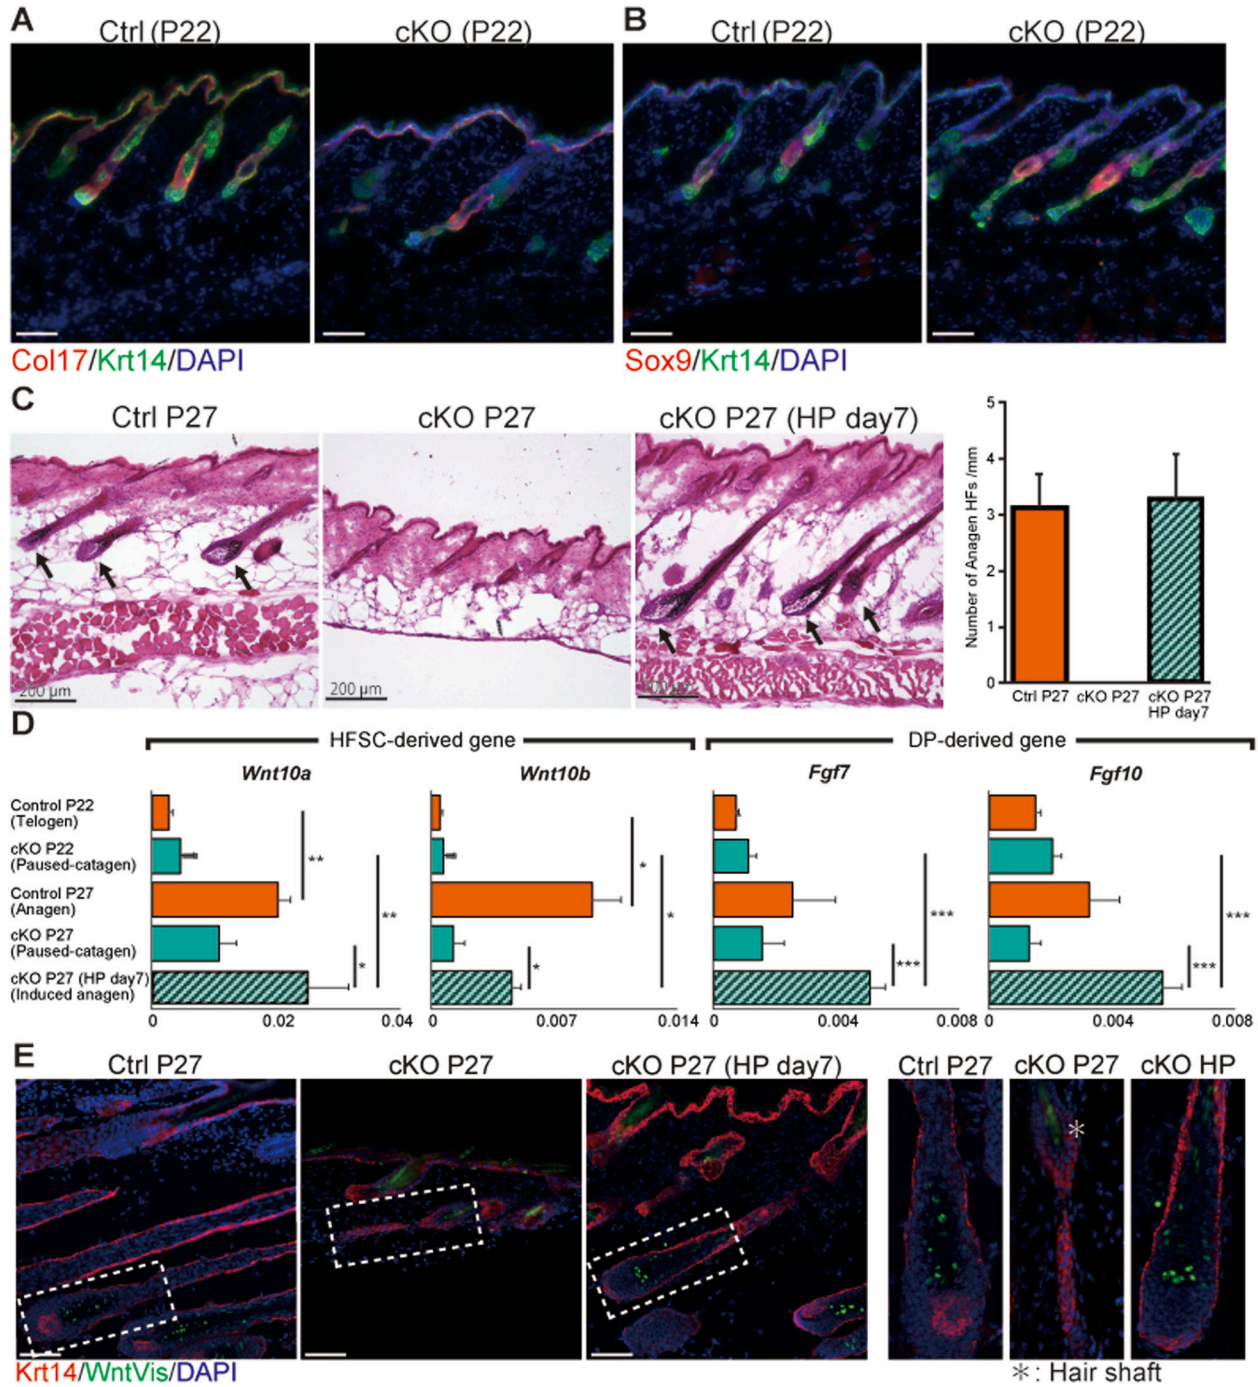 A
B
Ctrl (P22)
cKO (P22)
Ctrl (P22)
cKO (P22)
Col17/Krt14/DAPI
Sox9/Krt14/DAPI
C
Ctrl P27
cKO P27
cKO P27 (HP day7)
200 µm
200 µm
Number of Anagen HFs /mm
5
4
3
2
1
0
Ctrl P27
cKO P27
cKO P27
HP day7
D
HFSC-derived gene
DP-derived gene
Wnt10a
Wnt10b
Fgf7
Fgf10
Control P22
(Telogen)
cKO P22
(Paused-catagen)
Control P27
(Anagen)
cKO P27
(Paused-catagen)
cKO P27 (HP day7)
(Induced anagen)
**
**
*
*
*
*
***
***
***
***
0 0.02 0.04
0 0.007 0.014
0 0.004 0.008
0 0.004 0.008
E
Ctrl P27
cKO P27
cKO P27 (HP day7)
Ctrl P27
cKO P27
cKO HP
*
Krt14/WntVis/DAPI
*: Hair shaft